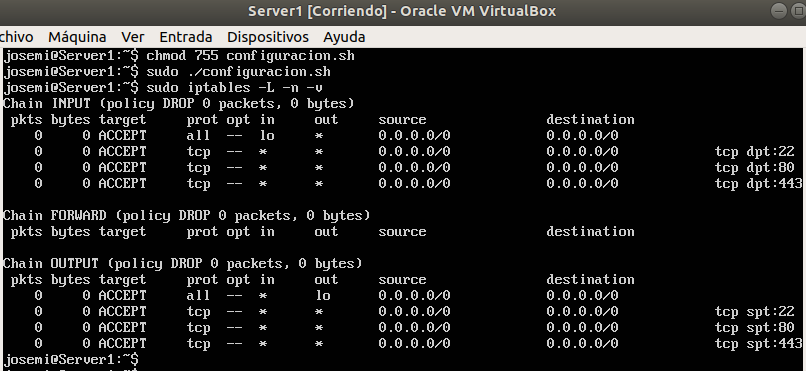 Server1 [Corriendo] - Oracle VM VirtualBox
chivo Máquina Ver Entrada Dispositivos Ayuda
josemi@Server1:~$ chmod 755 configuracion.sh
josemi@Server1:~$ sudo ./configuracion.sh
josemi@Server1:~$ sudo iptables -L -n -v
Chain INPUT (policy DROP 0 packets, 0 bytes)
pkts bytes target prot opt in out source destination
0 0 ACCEPT all -- lo * 0.0.0.0/0 0.0.0.0/0
0 0 ACCEPT tcp -- * * 0.0.0.0/0 0.0.0.0/0 tcp dpt:22
0 0 ACCEPT tcp -- * * 0.0.0.0/0 0.0.0.0/0 tcp dpt:80
0 0 ACCEPT tcp -- * * 0.0.0.0/0 0.0.0.0/0 tcp dpt:443
Chain FORWARD (policy DROP 0 packets, 0 bytes)
pkts bytes target prot opt in out source destination
Chain OUTPUT (policy DROP 0 packets, 0 bytes)
pkts bytes target prot opt in out source destination
0 0 ACCEPT all -- * lo 0.0.0.0/0 0.0.0.0/0
0 0 ACCEPT tcp -- * * 0.0.0.0/0 0.0.0.0/0 tcp spt:22
0 0 ACCEPT tcp -- * * 0.0.0.0/0 0.0.0.0/0 tcp spt:80
0 0 ACCEPT tcp -- * * 0.0.0.0/0 0.0.0.0/0 tcp spt:443
josemi@Server1:~$